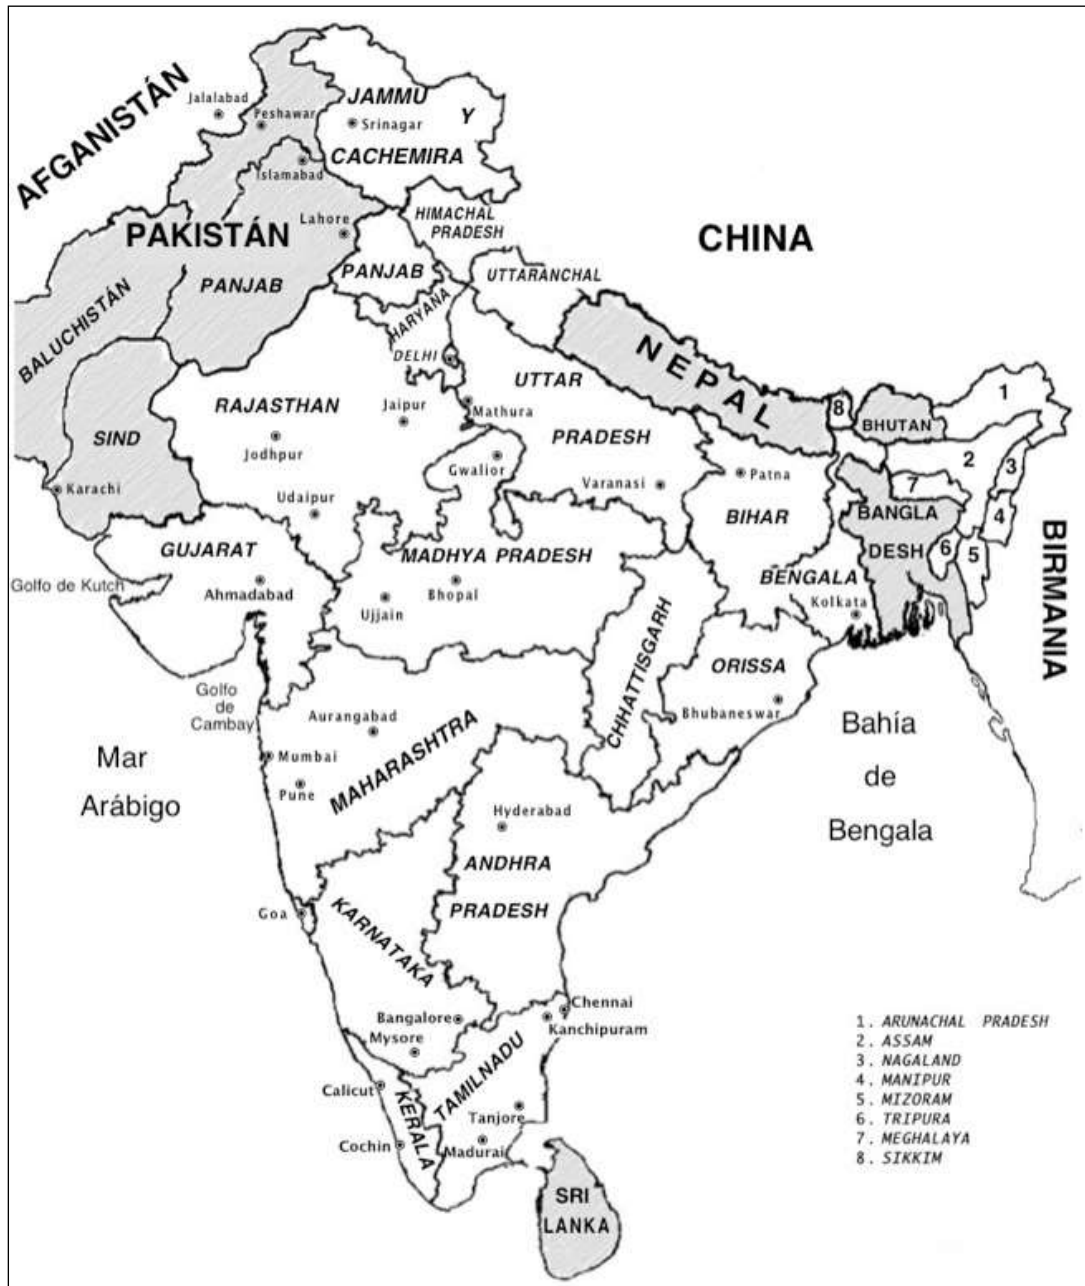 AFGANISTÁN
Jalalabad
Peshawar
JAMMU
Y
Srinagar
CACHEMIRA
Islamabad
Lahore
HIMACHAL
PRADESH
PAKISTÁN
CHINA
PANJAB
UTTARANCHAL
PANJAB
BALUCHISTÁN
HARYANA
NEPAL
DELHI
UTTAR
RAJASTHAN
Jaipur
Mathura
8
BHUTAN
1
SIND
Jodhpur
PRADESH
2
Gwalior
3
Patna
7
Karachi
Udaipur
Varanasi
BIHAR
BANGLA
4
GUJARAT
MADHYA PRADESH
DESH
6
5
BIRMANIA
Golfo de Kutch
Ahmadabad
Bhopal
BENGALA
Ujjain
Kolkata
CHHATTISGARH
ORISSA
Golfo
de
Cambay
Aurangabad
Bhubaneswar
Bahía
de
Bengala
Mar
Arábigo
Mumbai
MAHARASHTRA
Pune
Hyderabad
ANDHRA
PRADESH
Goa
KARNATAKA
Chennai
Bangalore
Kanchipuram
Mysore
TAMILNADU
Calicut
KERALA
Tanjore
Cochin
Madurai
SRI
LANKA
1. ARUNACHAL PRADESH
2. ASSAM
3. NAGALAND
4. MANIPUR
5. MIZORAM
6. TRIPURA
7. MEGHALAYA
8. SIKKIM